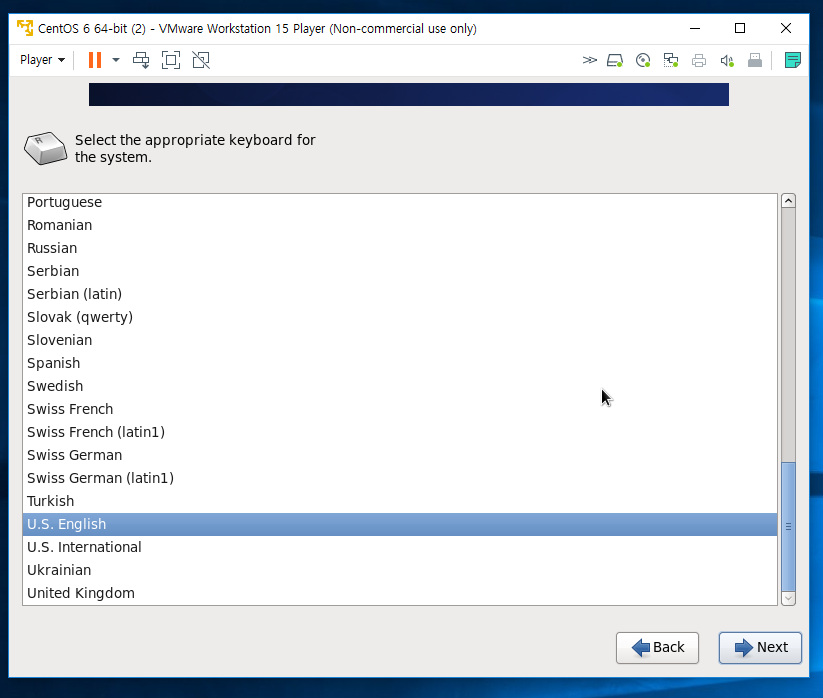 CentOS 6 64-bit (2) - VMware Workstation 15 Player (Non-commercial use only)
Player
Select the appropriate keyboard for
the system.
Portuguese
Romanian
Russian
Serbian
Serbian (latin)
Slovak (qwerty)
Slovenian
Spanish
Swedish
Swiss French
Swiss French (latin1)
Swiss German
Swiss German (latin1)
Turkish
U.S. English
U.S. International
Ukrainian
United Kingdom
Back
Next